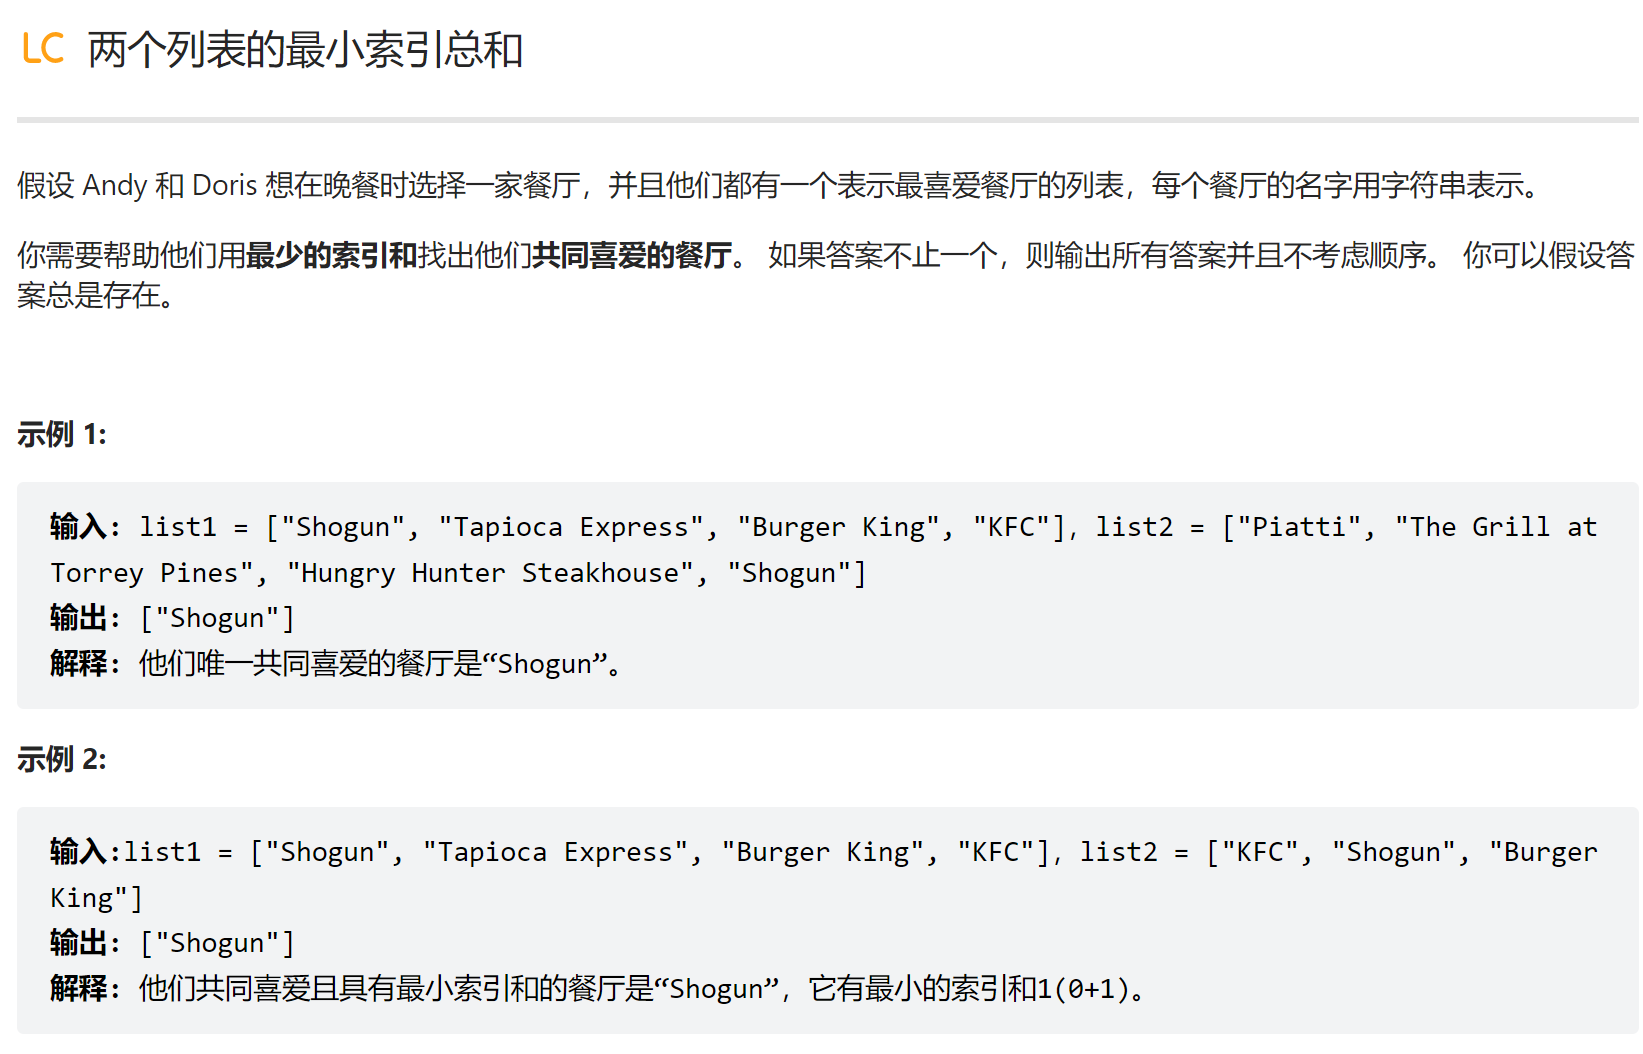 LC 两个列表的最小索引总和
假设 Andy 和 Doris 想在晚餐时选择一家餐厅，并且他们都有一个表示最喜爱餐厅的列表，每个餐厅的名字用字符串表示。
你需要帮助他们用最少的索引和找出他们共同喜爱的餐厅。 如果答案不止一个，则输出所有答案并且不考虑顺序。 你可以假设答
案总是存在。
示例 1:
输入: list1 = ["Shogun", "Tapioca Express", "Burger King", "KFC"]，list2 = ["Piatti", "The Grill at
Torrey Pines", "Hungry Hunter Steakhouse", "Shogun"]
输出: ["Shogun"]
解释: 他们唯一共同喜爱的餐厅是“Shogun”。
示例 2:
输入:list1 = ["Shogun", "Tapioca Express", "Burger King", "KFC"]，list2 = ["KFC", "Shogun", "Burger
King"]
输出: ["Shogun"]
解释: 他们共同喜爱且具有最小索引和的餐厅是“Shogun”，它有最小的索引和1(0+1)。